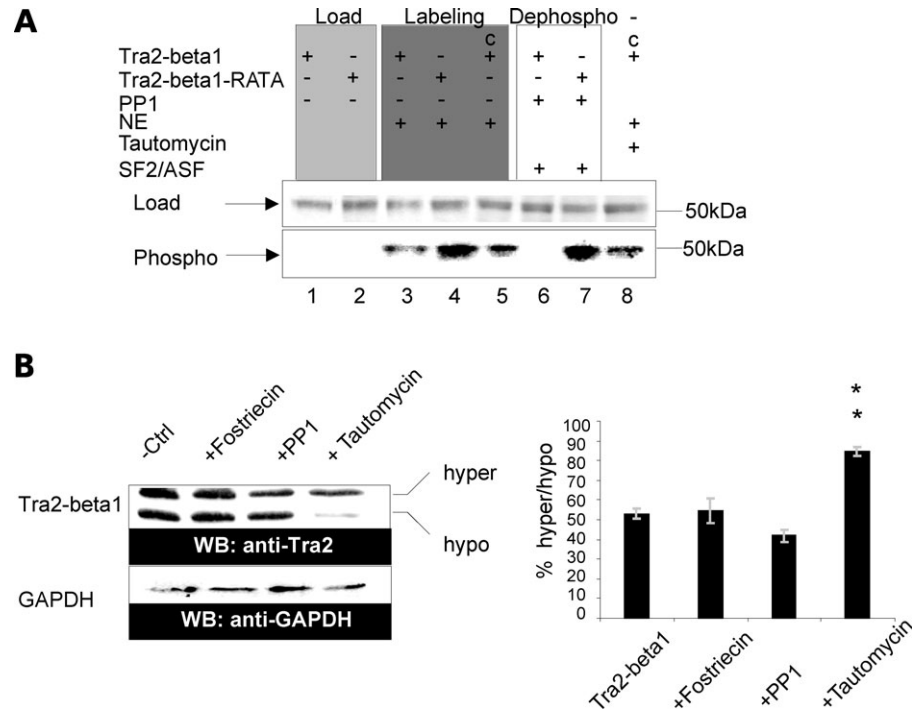 A
Load Labeling Dephospho -
c c
Tra2-beta1 + - + - + + - +
Tra2-beta1-RATA - + - + - - +
PP1 - - - - - + +
NE + + + +
Tautomycin +
SF2/ASF + +
Load 50kDa
Phospho 50kDa
1 2 3 4 5 6 7 8
B
-Ctrl +Fostriecin +PP1 + Tautomycin
Tra2-beta1 hyper
hypo
WB: anti-Tra2
GAPDH
WB: anti-GAPDH
* 
*
% hyper/hypo
100
90
80
70
60
50
40
30
20
10
0
Tra2-beta1 +Fostriecin +PP1 +Tautomycin